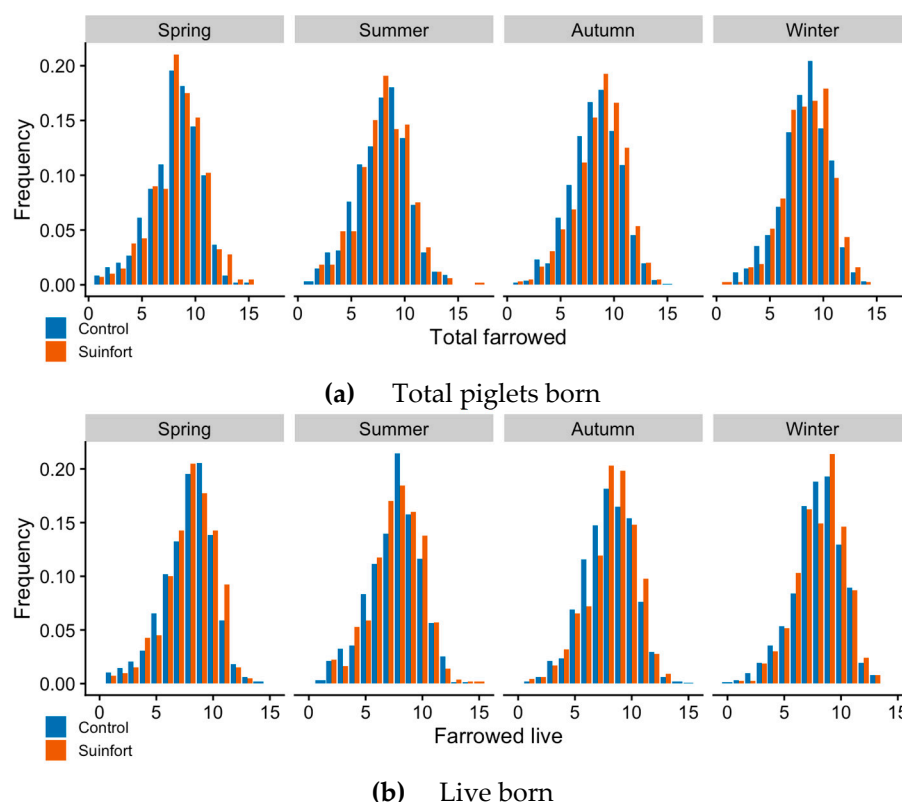 Spring Summer Autumn Winter
0.20
0.15
0.10
0.05
0.00
Frequency
0 5 10 15 0 5 10 15 0 5 10 15 0 5 10 15
Total farrowed
Control
Suinfort
(a) Total piglets born
Spring Summer Autumn Winter
0.20
0.15
0.10
0.05
0.00
Frequency
0 5 10 15 0 5 10 15 0 5 10 15 0 5 10 15
Farrowed live
Control
Suinfort
(b) Live born